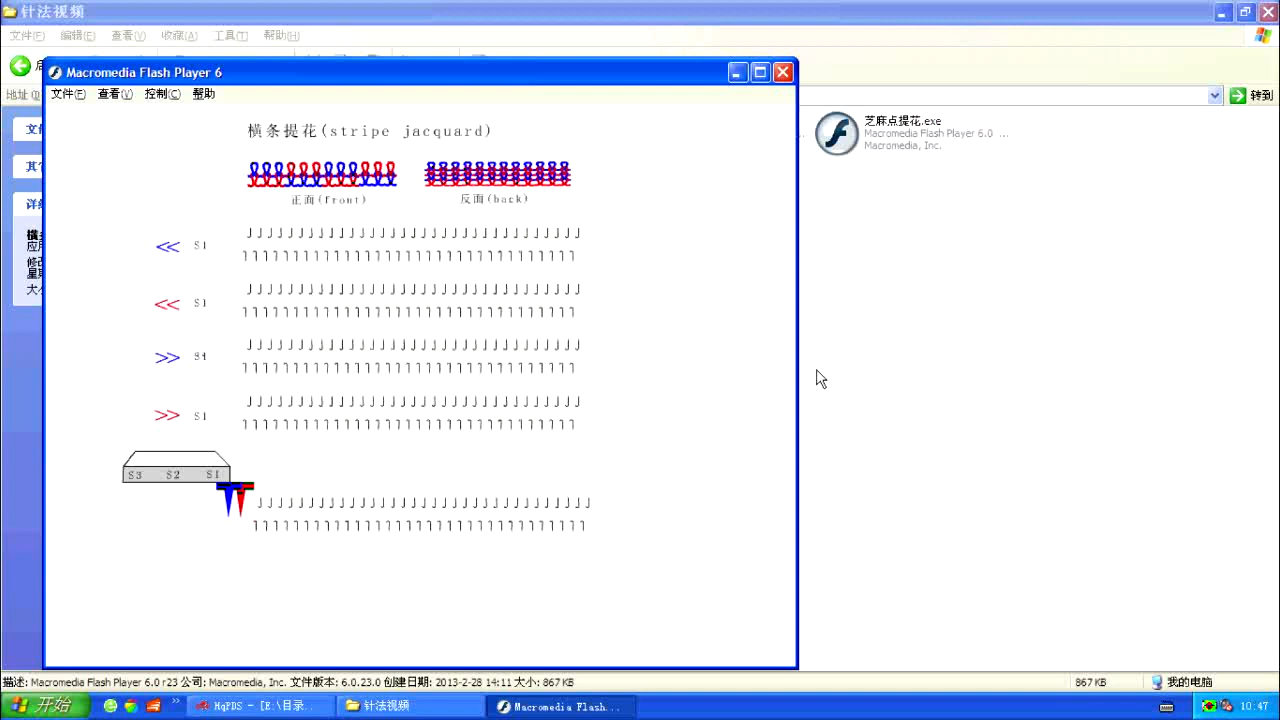 针法视频
文件(F) 编辑(E) 查看(V) 收藏(A) 工具(T) 帮助(H)
地址(D)
转到
Macromedia Flash Player 6
文件(F) 查看(V) 控制(C) 帮助
芝麻点提花.exe
Macromedia Flash Player 6.0 ...
Macromedia, Inc.
横条提花(stripe jacquard)
正面(front) 反面(back)
<< S1
<< S1
>> S1
>> S1
S3 S2 S1
描述: Macromedia Flash Player 6.0 r23 公司: Macromedia, Inc. 文件版本: 6.0.23.0 创建日期: 2013-2-28 14:11 大小: 867 KB
867 KB
我的电脑
开始
HqPDS - [E:\目录...
针法视频
Macromedia Flash...
10:47